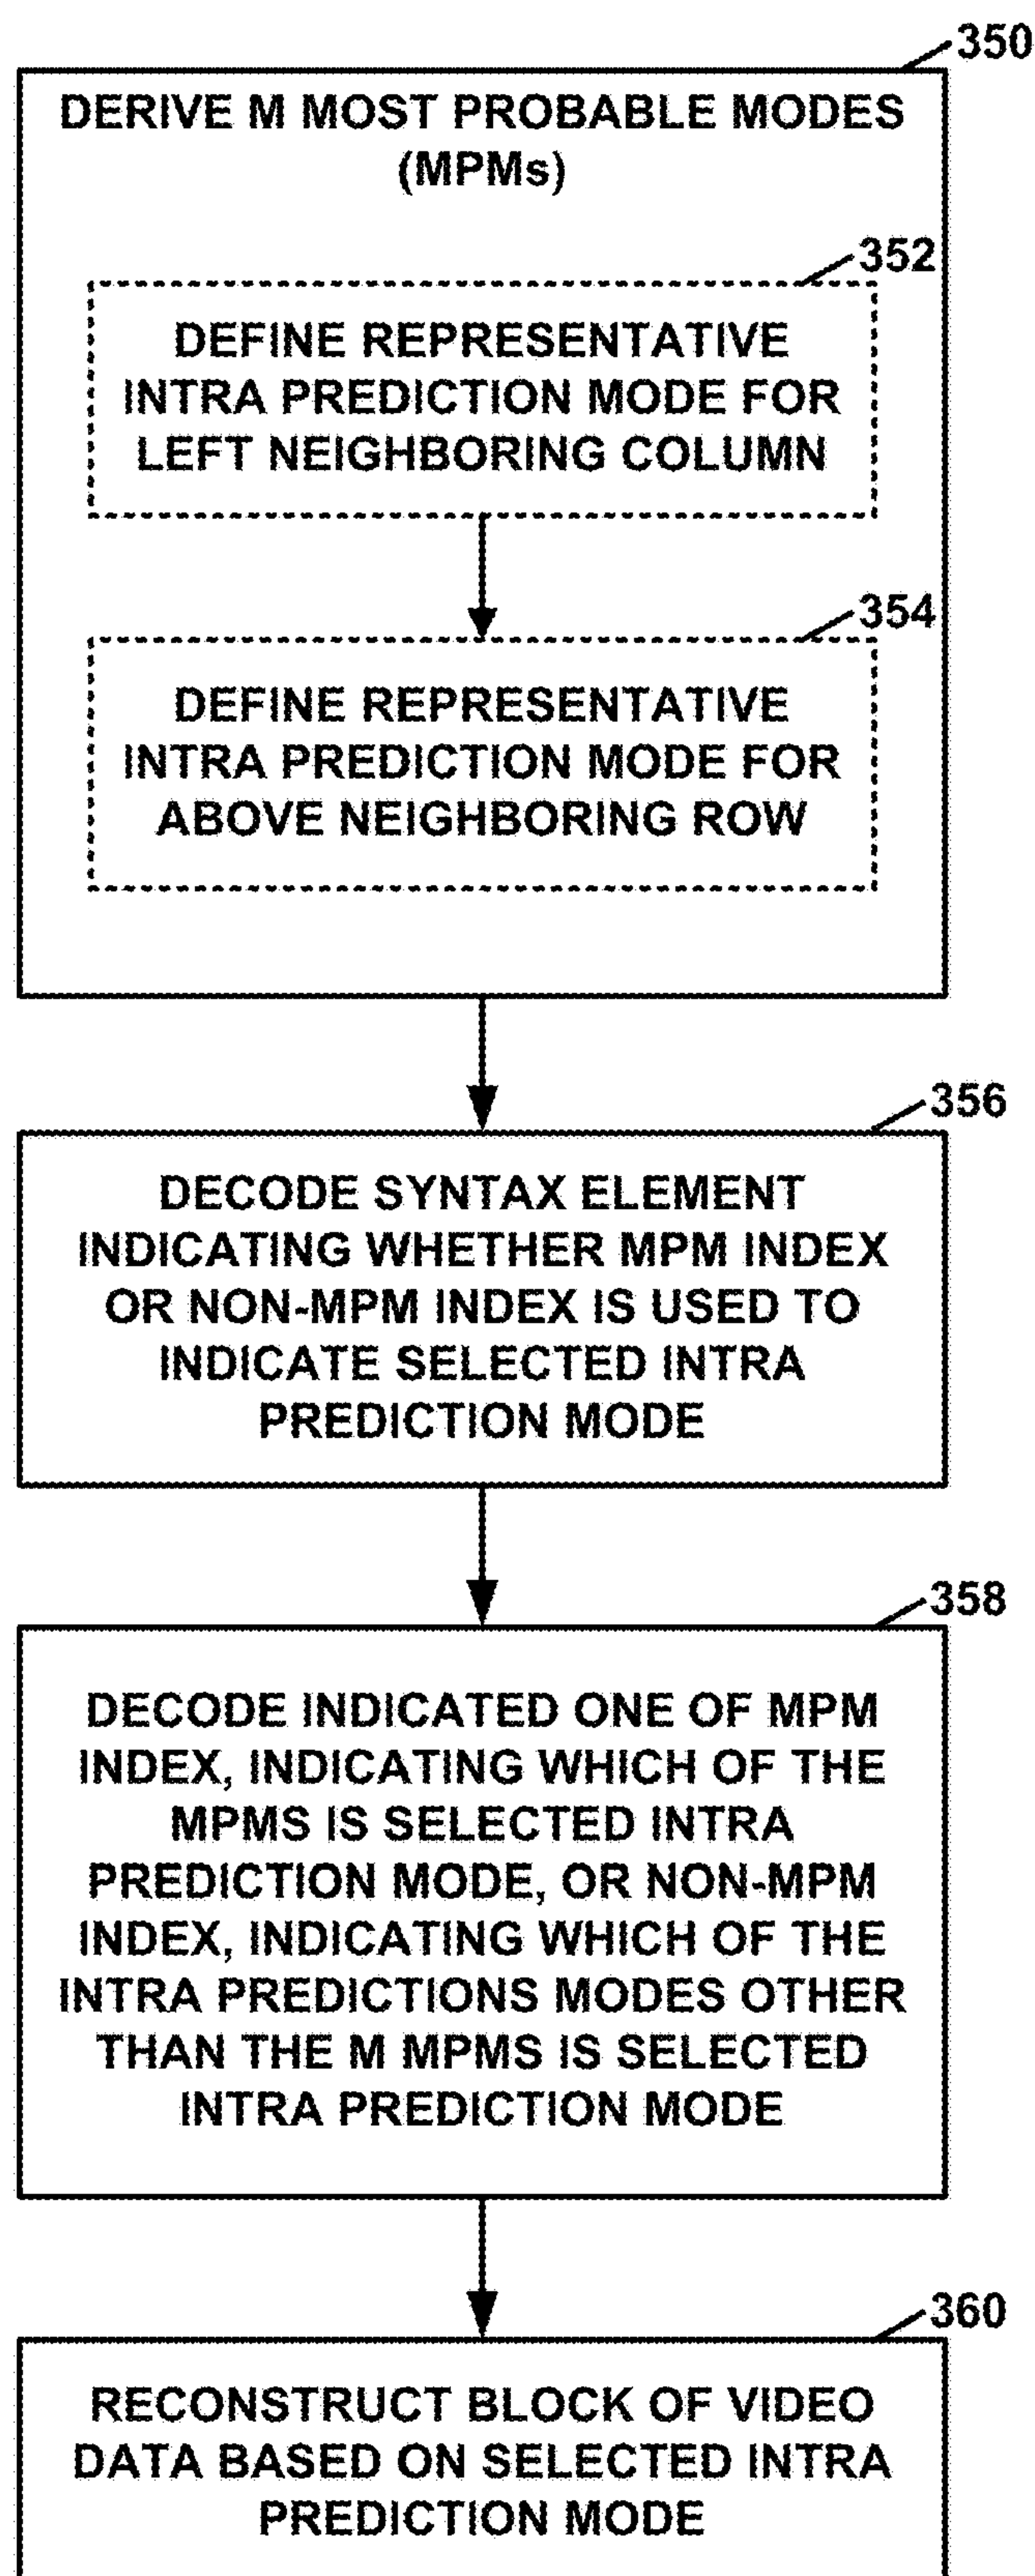 350
DERIVE M MOST PROBABLE MODES
(MPMs)
352
DEFINE REPRESENTATIVE
INTRA PREDICTION MODE FOR
LEFT NEIGHBORING COLUMN
354
DEFINE REPRESENTATIVE
INTRA PREDICTION MODE FOR
ABOVE NEIGHBORING ROW
356
DECODE SYNTAX ELEMENT
INDICATING WHETHER MPM INDEX
OR NON-MPM INDEX IS USED TO
INDICATE SELECTED INTRA
PREDICTION MODE
358
DECODE INDICATED ONE OF MPM
INDEX, INDICATING WHICH OF THE
MPMS IS SELECTED INTRA
PREDICTION MODE, OR NON-MPM
INDEX, INDICATING WHICH OF THE
INTRA PREDICTIONS MODES OTHER
THAN THE M MPMS IS SELECTED
INTRA PREDICTION MODE
360
RECONSTRUCT BLOCK OF VIDEO
DATA BASED ON SELECTED INTRA
PREDICTION MODE